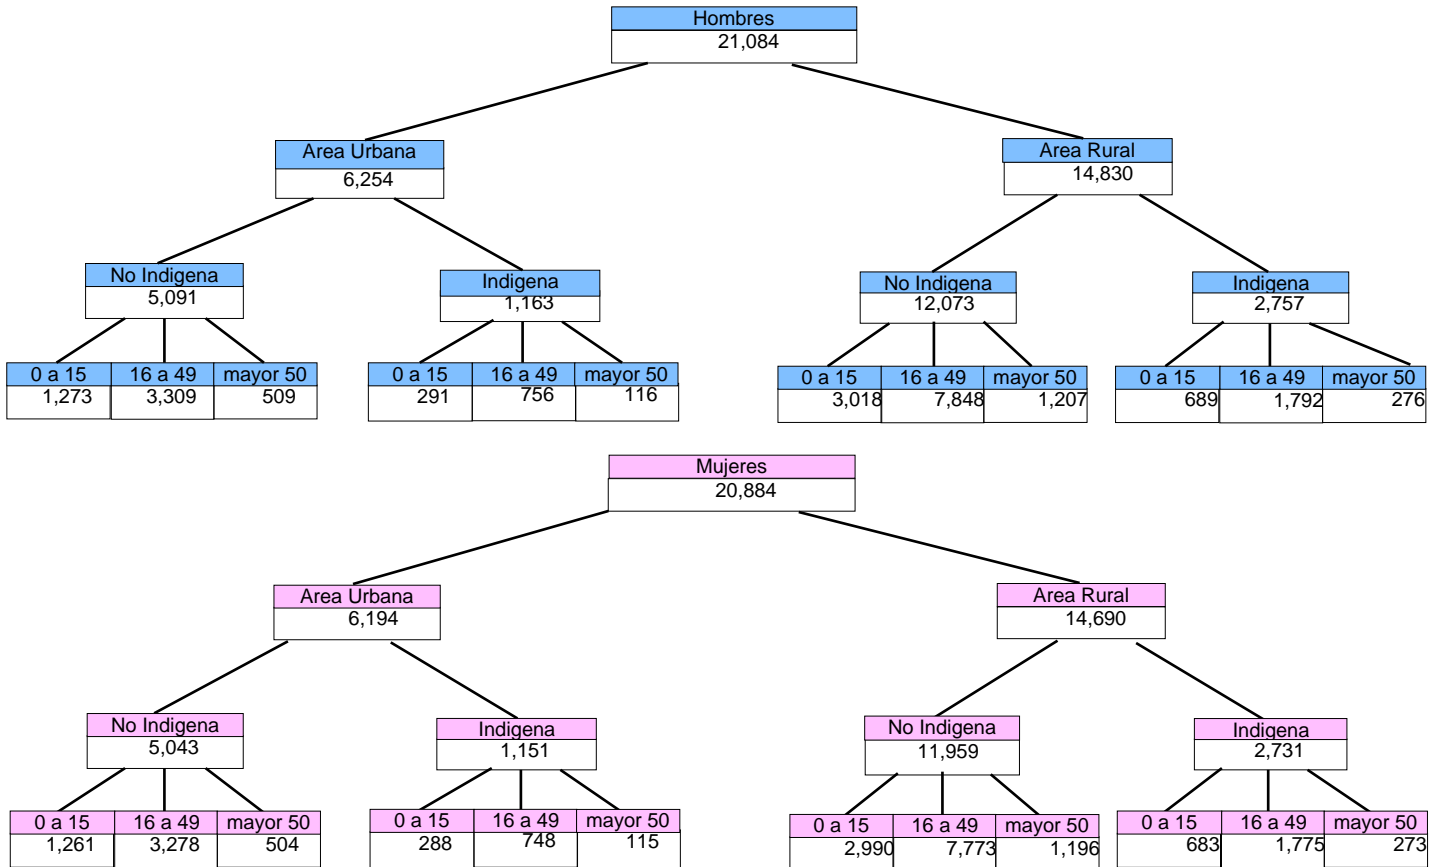 Hombres
21,084
Area Urbana
6,254
Area Rural
14,830
No Indigena
5,091
Indigena
1,163
No Indigena
12,073
Indigena
2,757
0 a 15 16 a 49 mayor 50
1,273 3,309 509
0 a 15 16 a 49 mayor 50
291 756 116
0 a 15 16 a 49 mayor 50
3,018 7,848 1,207
0 a 15 16 a 49 mayor 50
689 1,792 276
Mujeres
20,884
Area Urbana
6,194
Area Rural
14,690
No Indigena
5,043
Indigena
1,151
No Indigena
11,959
Indigena
2,731
0 a 15 16 a 49 mayor 50
1,261 3,278 504
0 a 15 16 a 49 mayor 50
288 748 115
0 a 15 16 a 49 mayor 50
2,990 7,773 1,196
0 a 15 16 a 49 mayor 50
683 1,775 273